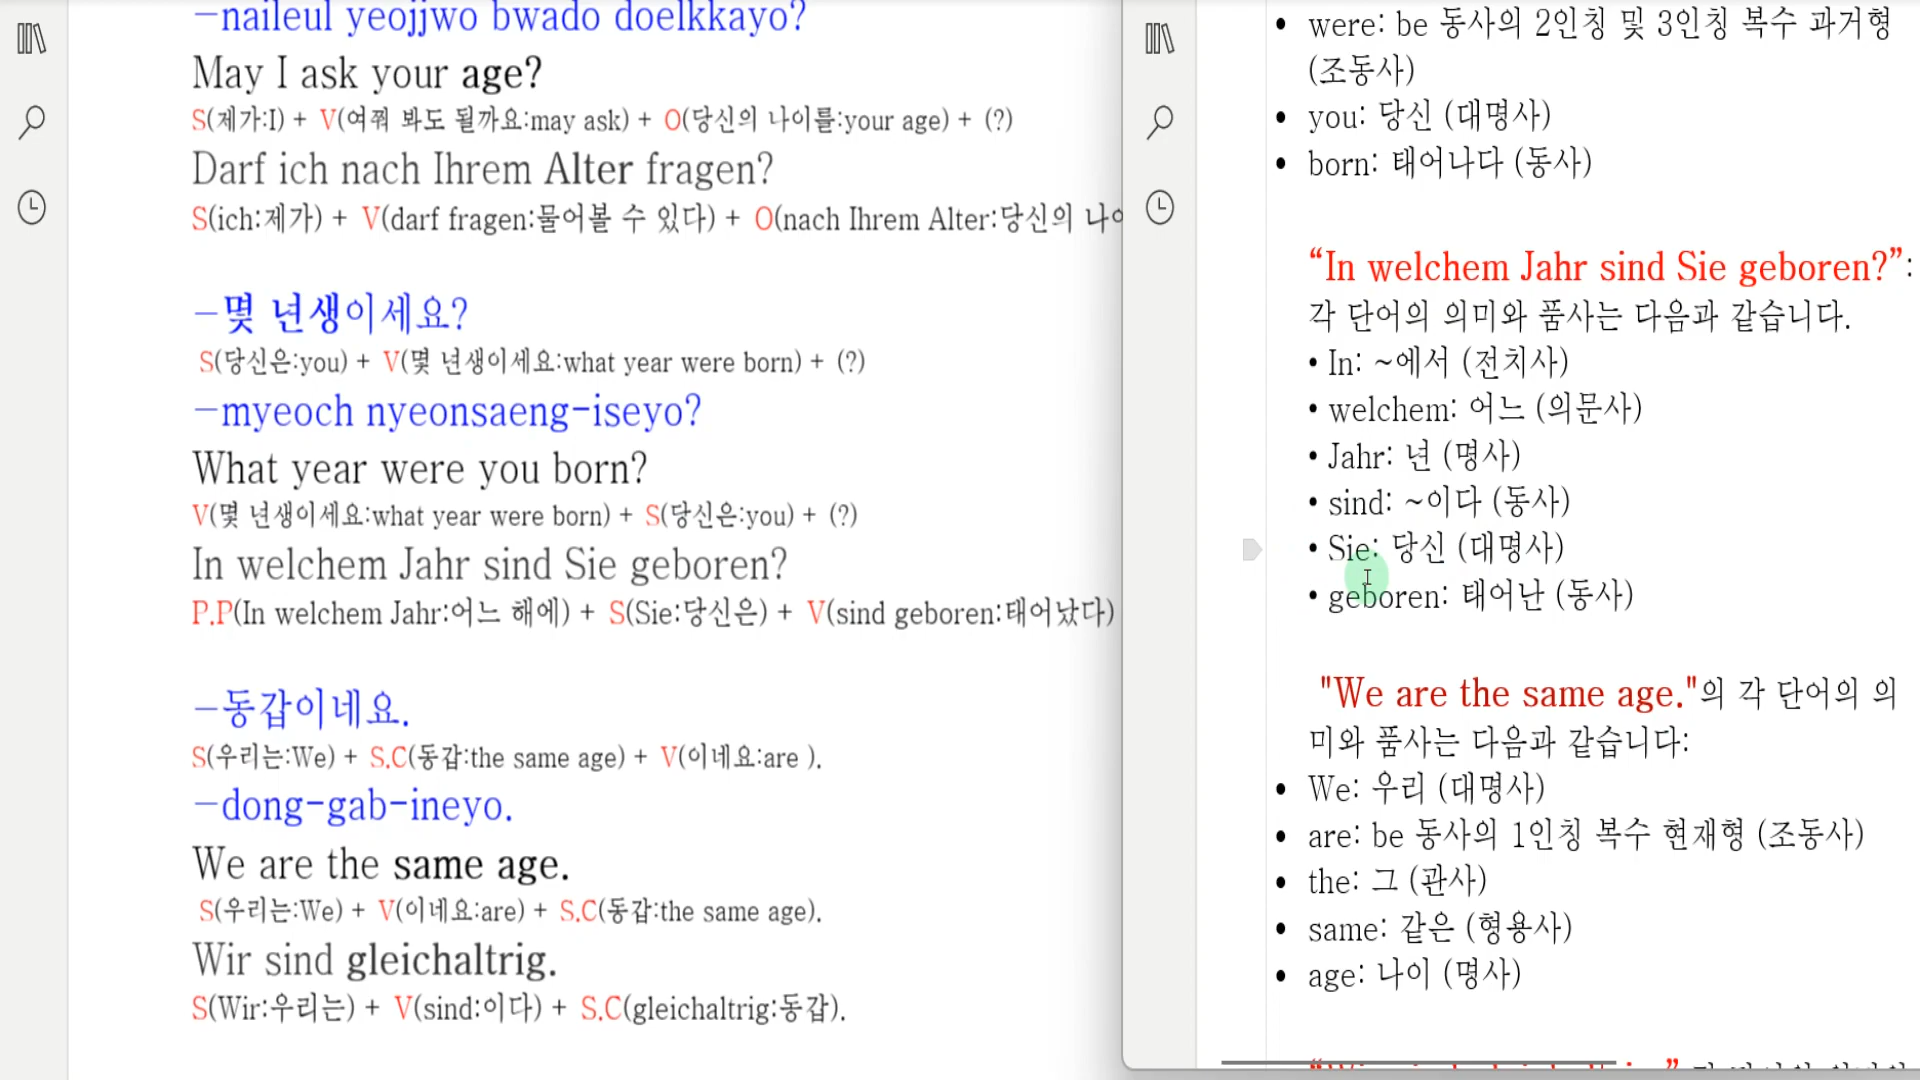 –naileul yeojjwo bwado doelkkayo?
May I ask your age?
S(제가:I) + V(여쭤 봐도 될까요:may ask) + O(당신의 나이를:your age) + (?)
Darf ich nach Ihrem Alter fragen?
S(ich:제가) + V(darf fragen:물어볼 수 있다) + O(nach Ihrem Alter:당신의
–몇 년생이세요?
S(당신은:you) + V(몇 년생이세요:what year were born) + (?)
–myeoch nyeonsaeng-iseyo?
What year were you born?
V(몇 년생이세요:what year were born) + S(당신은:you) + (?)
In welchem Jahr sind Sie geboren?
P.P(In welchem Jahr:어느 해에) + S(Sie:당신은) + V(sind geboren:태어났다)
–동갑이네요.
S(우리는:We) + S.C(동갑:the same age) + V(이네요:are ).
–dong-gab-ineyo.
We are the same age.
S(우리는:We) + V(이네요:are) + S.C(동갑:the same age).
Wir sind gleichaltrig.
S(Wir:우리는) + V(sind:이다) + S.C(gleichaltrig:동갑).
• were: be 동사의 2인칭 및 3인칭 복수 과거형
(조동사)
• you: 당신 (대명사)
• born: 태어나다 (동사)
“In welchem Jahr sind Sie geboren?”:
각 단어의 의미와 품사는 다음과 같습니다.
• In: ~에서 (전치사)
• welchem: 어느 (의문사)
• Jahr: 년 (명사)
• sind: ~이다 (동사)
• Sie: 당신 (대명사)
• geboren: 태어난 (동사)
"We are the same age."의 각 단어의 의
미와 품사는 다음과 같습니다:
• We: 우리 (대명사)
• are: be 동사의 1인칭 복수 현재형 (조동사)
• the: 그 (관사)
• same: 같은 (형용사)
• age: 나이 (명사)